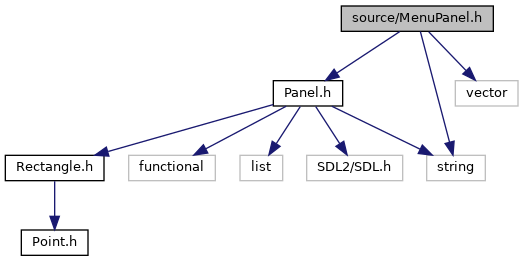 source/MenuPanel.h
Panel.h
vector
Rectangle.h
functional
list
SDL2/SDL.h
string
Point.h